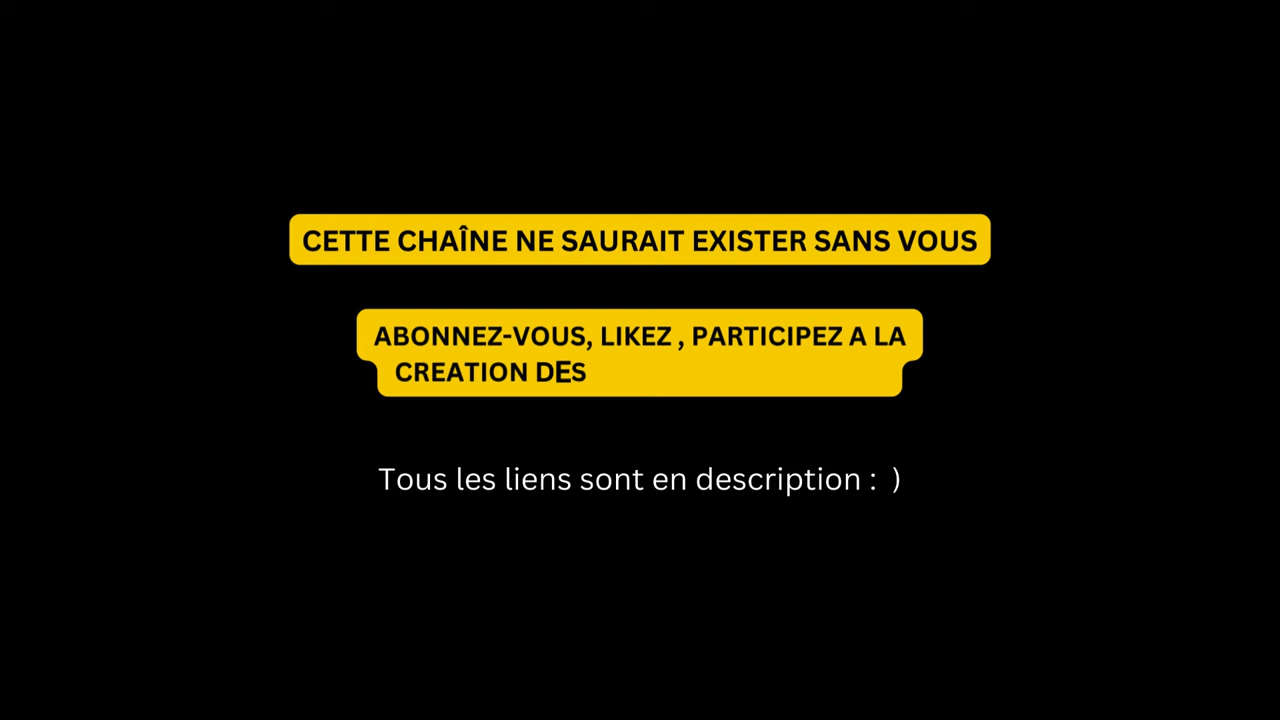 CETTE CHAÎNE NE SAURAIT EXISTER SANS VOUS
ABONNEZ-VOUS, LIKEZ , PARTICIPEZ A LA
CREATION DES
Tous les liens sont en description :  )